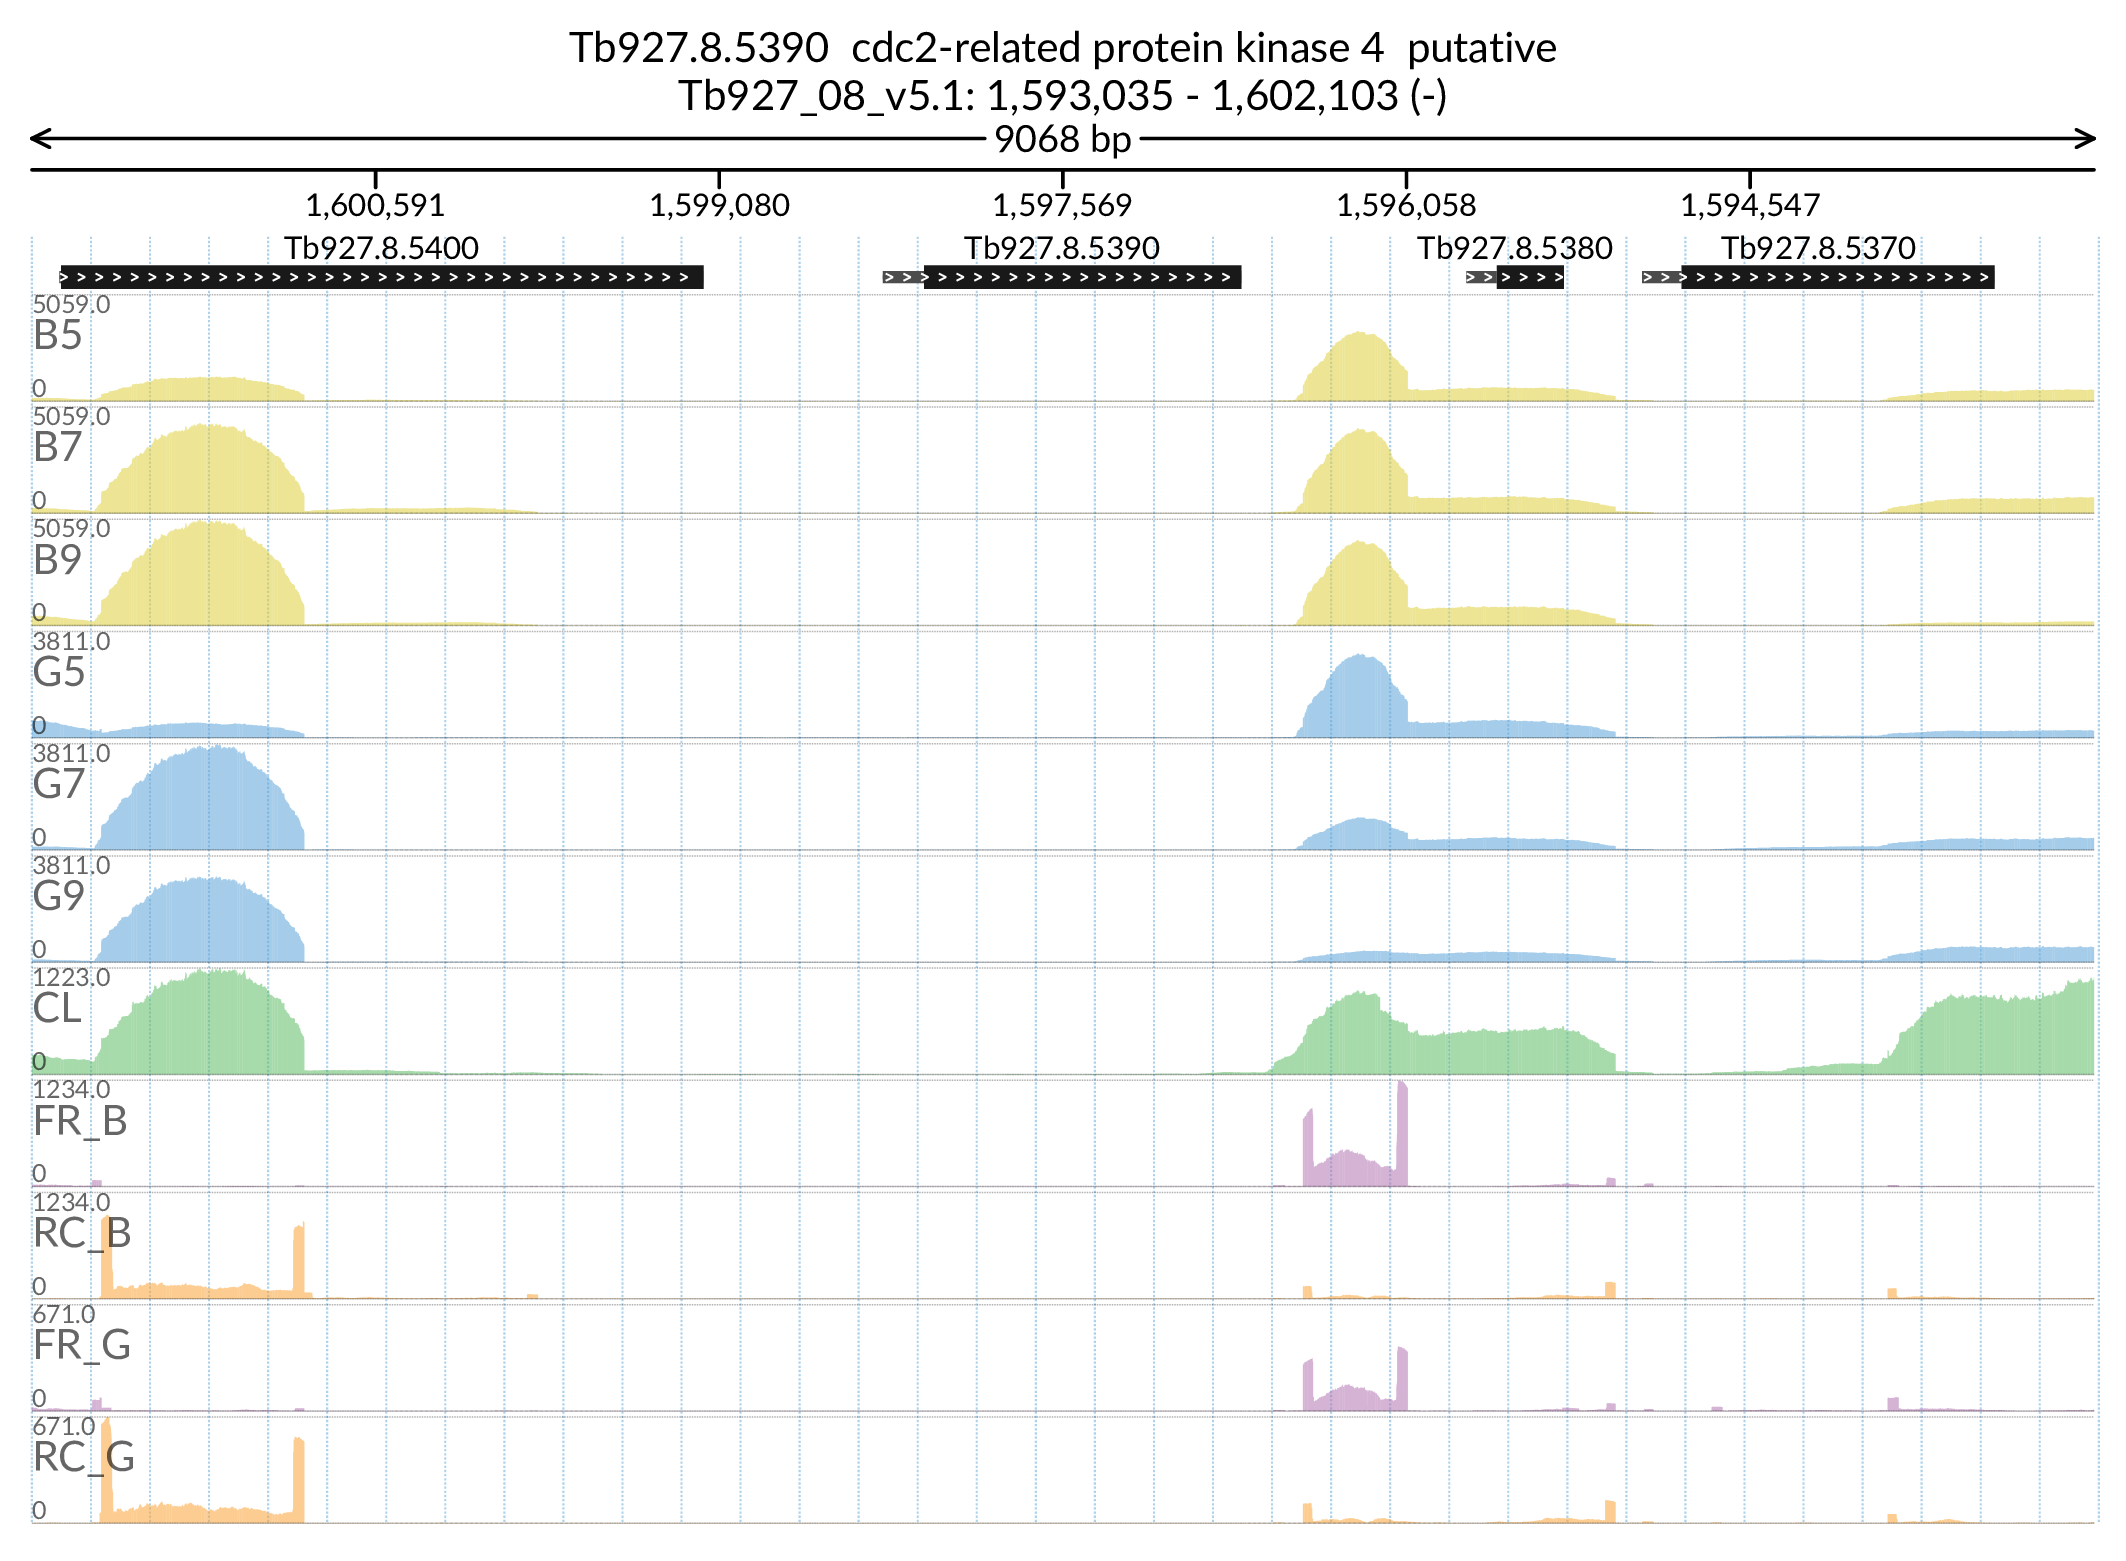 Tb927.8.5390 cdc2-related protein kinase 4 putative
Tb927_08_v5.1: 1,593,035 - 1,602,103 (-)
9068 bp
1,600,591 1,599,080 1,597,569 1,596,058 1,594,547
Tb927.8.5400 Tb927.8.5390 Tb927.8.5380 Tb927.8.5370
5059.0
B5
0
5059.0
B7
0
5059.0
B9
0
3811.0
G5
0
3811.0
G7
0
3811.0
G9
0
1223.0
CL
0
1234.0
FR_B
0
1234.0
RC_B
0
671.0
FR_G
0
671.0
RC_G
0